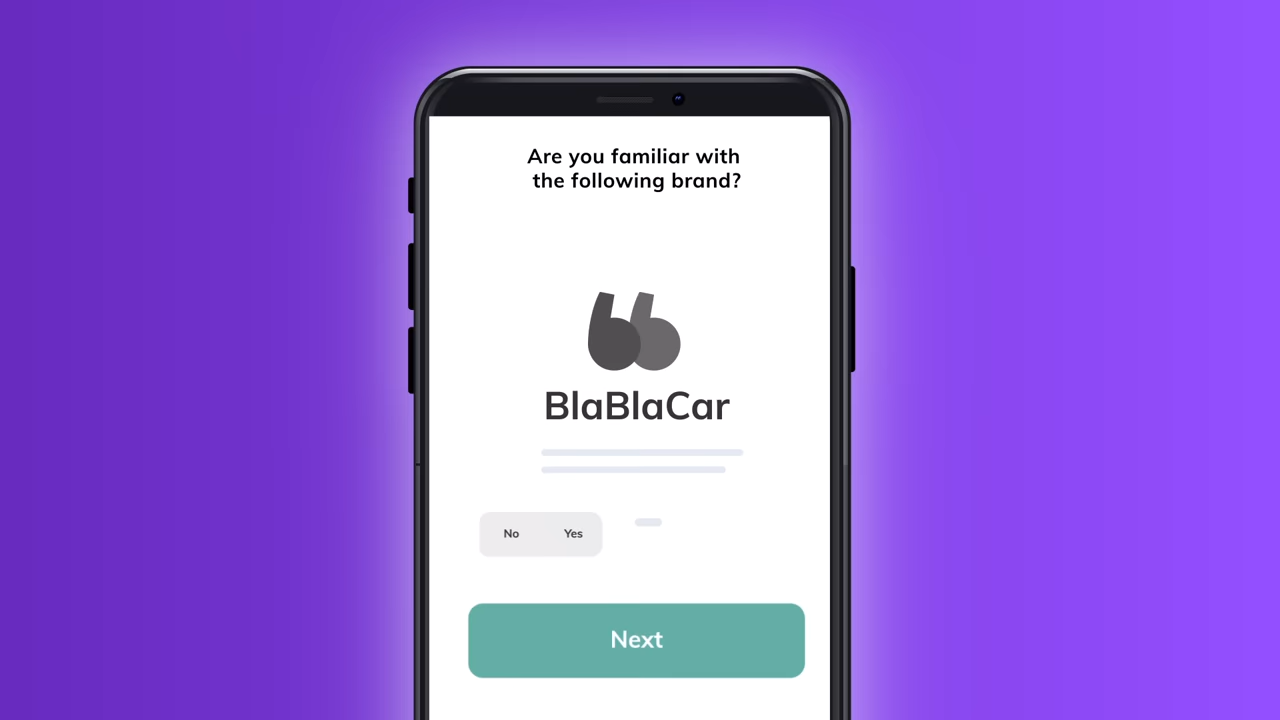 Are you familiar with
the following brand?
BlaBlaCar
No Yes
Next